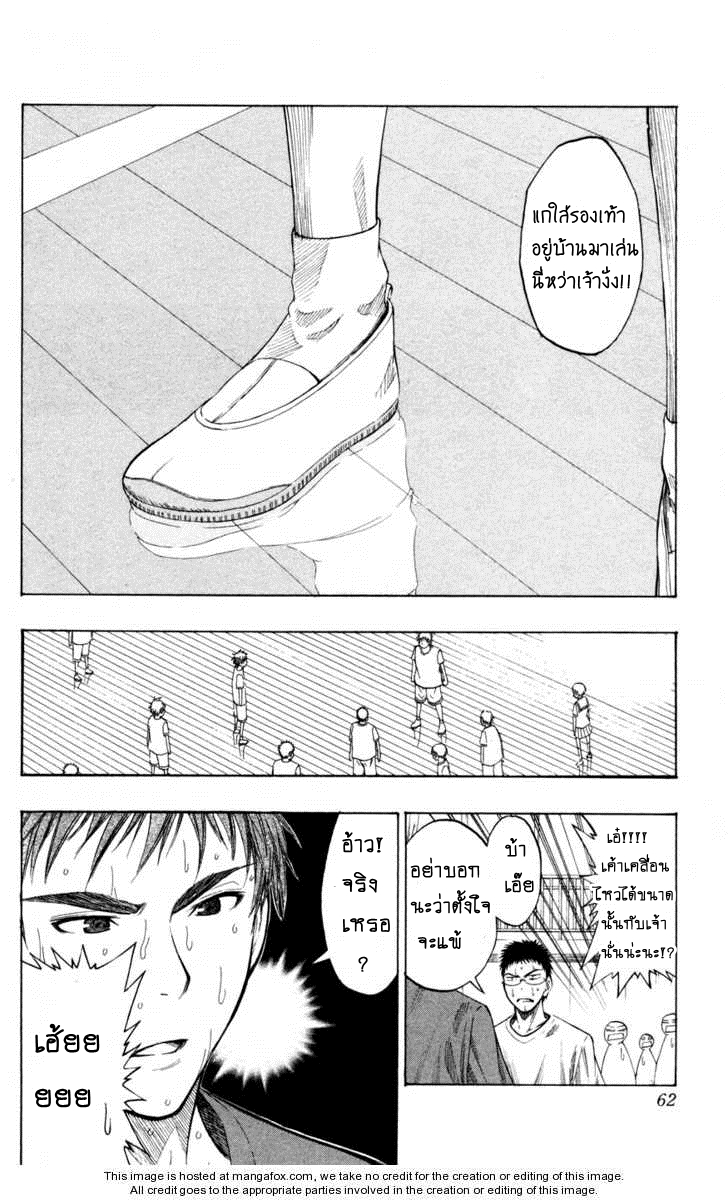 แกใส่รองเท้า
อยู่บ้านมาเล่น
นี่หว่าเจ้างั่ง!!
เอ๋!!!!
เค้าเคลื่อน
ไหวได้ขนาด
นั้นกับเจ้า
นั่นน่ะนะ!?
บ้า
เอ๊ย
อย่าบอก
นะว่าตั้งใจ
จะแพ้
อ้าว!
จริง
เหรอ
?
เฮ้ยย
ยยย
62
This image is hosted at mangafox.com, we take no credit for the creation or editing of this image.
All credit goes to the appropriate parties involved in the creation or editing of this image.